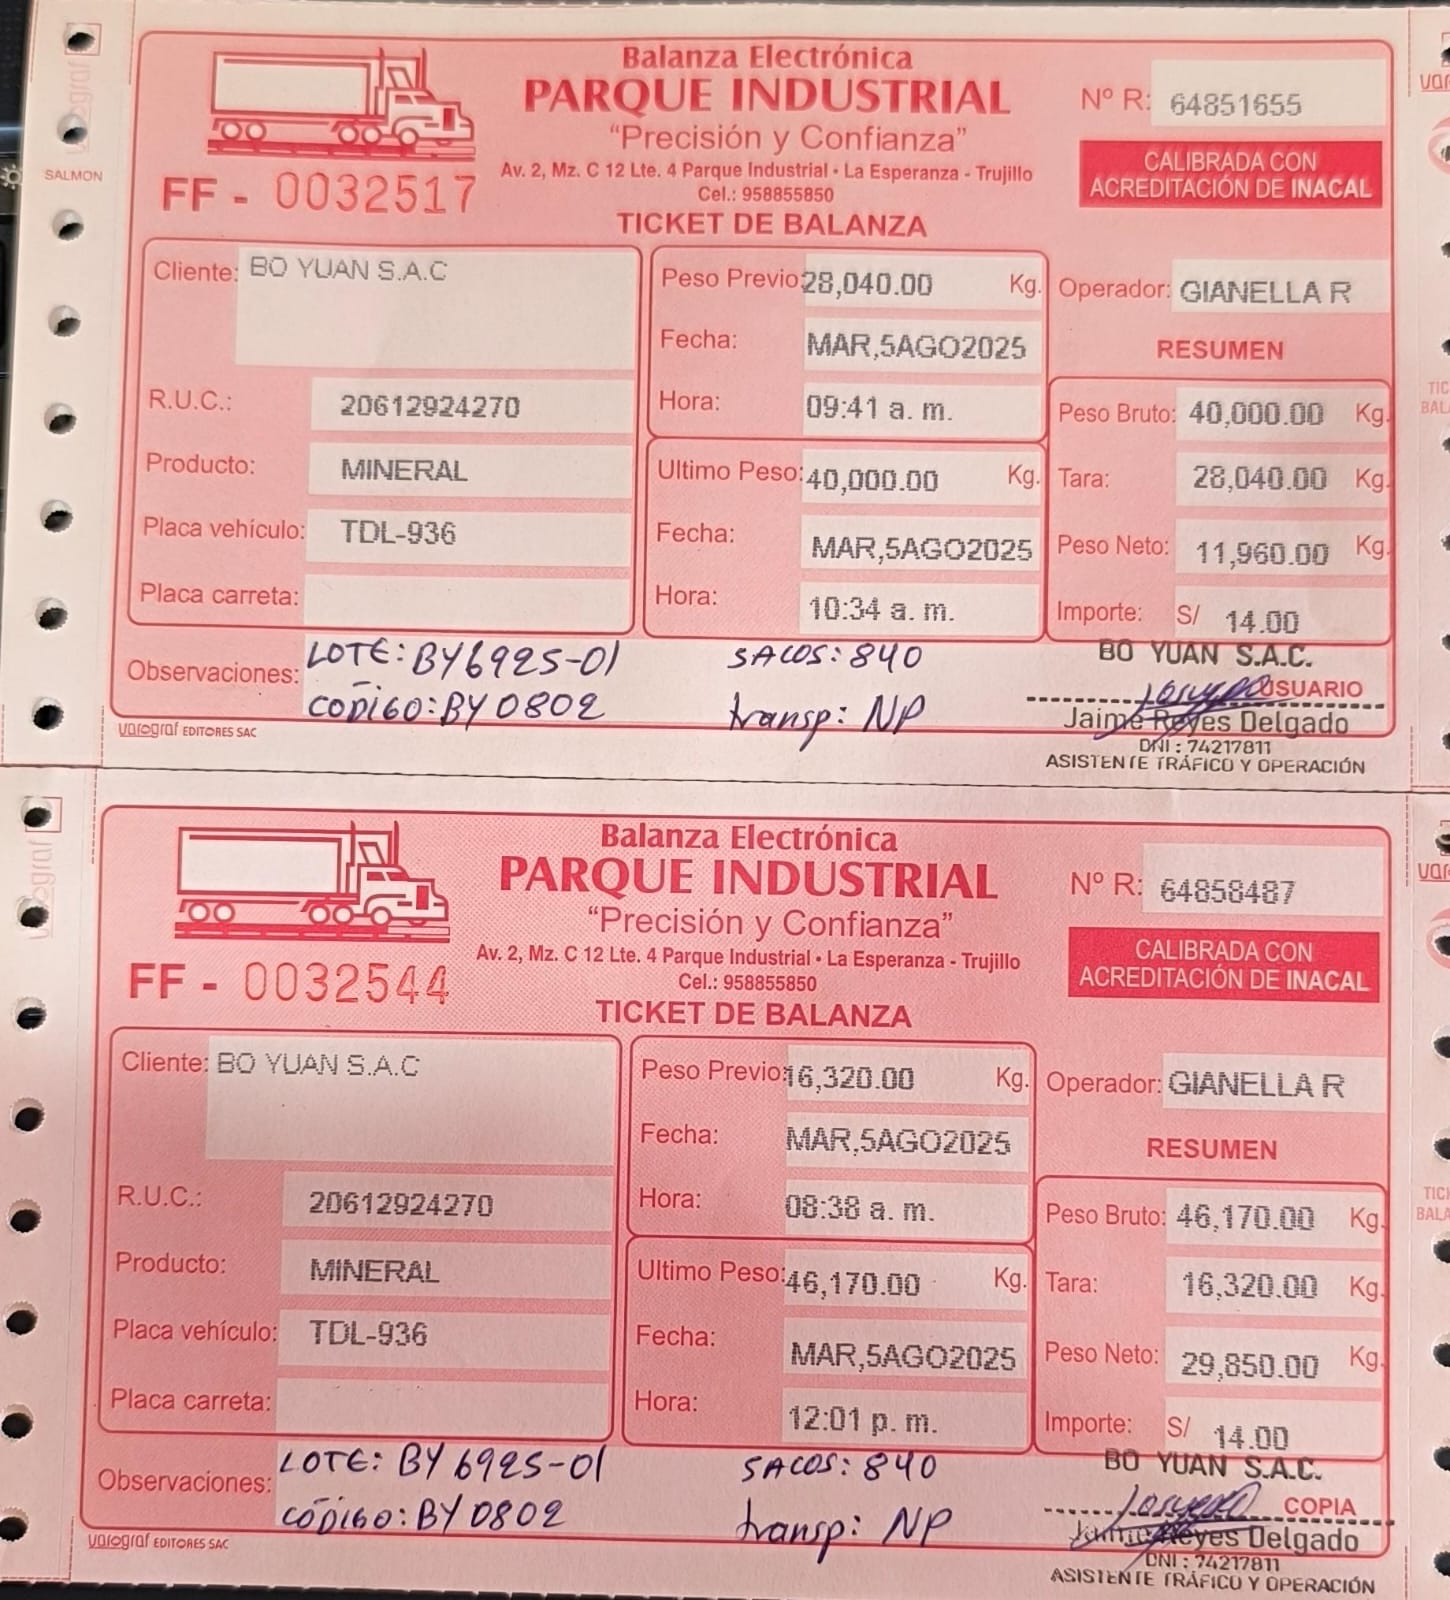 Balanza Electrónica
PARQUE INDUSTRIAL
Nº R: 64851655
"Precisión y Confianza"
SALMON
Av. 2, Mz. C 12 Lte. 4 Parque Industrial • La Esperanza - Trujillo
CALIBRADA CON
ACREDITACIÓN DE INACAL
FF - 0032517
Cel.: 958855850
TICKET DE BALANZA
Cliente: BO YUAN S.A.C
R.U.C.: 20612924270
Producto: MINERAL
Placa vehículo: TDL-936
Placa carreta:
Peso Previo: 28,040.00 Kg.
Fecha: MAR,5AGO2025
Hora: 09:41 a. m.
Ultimo Peso: 40,000.00 Kg.
Fecha: MAR,5AGO2025
Hora: 10:34 a. m.
Operador: GIANELLA R
RESUMEN
Peso Bruto: 40,000.00 Kg.
Tara: 28,040.00 Kg.
Peso Neto: 11,960.00 Kg.
Importe: S/ 14.00
Observaciones: LOTE: BY6925-01 SACOS: 840
CÓDIGO: BY0802 transp: NP
BO YUAN S.A.C.
USUARIO
Jaime Reyes Delgado
DNI : 74217811
ASISTENTE TRÁFICO Y OPERACIÓN
varograf EDITORES SAC
Balanza Electrónica
PARQUE INDUSTRIAL
Nº R: 64858487
"Precisión y Confianza"
Av. 2, Mz. C 12 Lte. 4 Parque Industrial • La Esperanza - Trujillo
CALIBRADA CON
ACREDITACIÓN DE INACAL
FF - 0032544
Cel.: 958855850
TICKET DE BALANZA
Cliente: BO YUAN S.A.C
R.U.C.: 20612924270
Producto: MINERAL
Placa vehículo: TDL-936
Placa carreta:
Peso Previo: 16,320.00 Kg.
Fecha: MAR,5AGO2025
Hora: 08:38 a. m.
Ultimo Peso: 46,170.00 Kg.
Fecha: MAR,5AGO2025
Hora: 12:01 p. m.
Operador: GIANELLA R
RESUMEN
Peso Bruto: 46,170.00 Kg.
Tara: 16,320.00 Kg.
Peso Neto: 29,850.00 Kg.
Importe: S/ 14.00
Observaciones: LOTE: BY6925-01 SACOS: 840
CÓDIGO: BY0802 transp: NP
BO YUAN S.A.C.
COPIA
Jaime Reyes Delgado
DNI : 74217811
ASISTENTE TRÁFICO Y OPERACIÓN
varograf EDITORES SAC